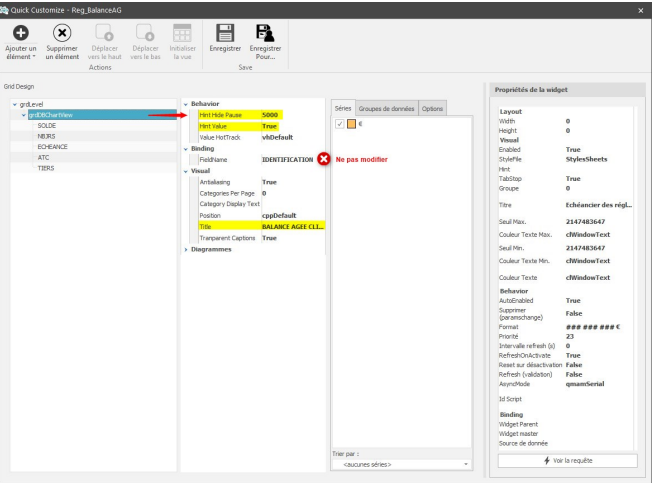 Quick Customize - Reg_BalanceAG
Ajouter un élément
Supprimer un élément
Déplacer vers le haut
Déplacer vers le bas
Initialiser la vue
Enregistrer
Enregistrer Pour...
Actions
Save
Grid Design
grdLevel
grdDBChartView
SOLDE
NBJRS
ECHEANCE
ATC
TIERS
Behavior
Hint Hide Pause 5000
Hint Value True
Value HotTrack vhDefault
Binding
FieldName IDENTIFICATION
Visual
Antialiasing True
Categories Per Page 0
Category Display Text
Position cppDefault
Title BALANCE AGEE CLI...
Tranparent Captions True
Diagrammes
Séries
Groupes de données
Options
€
Ne pas modifier
Trier par :
<aucunes séries>
Propriétés de la widget
Layout
Width 0
Height 0
Visual
Enabled True
StyleFile StylesSheets
Hint
TabStop True
Groupe 0
Titre Echéancier des régl...
Seuil Max. 2147483647
Couleur Texte Max. clWindowText
Seuil Min. 2147483647
Couleur Texte Min. clWindowText
Couleur Texte clWindowText
Behavior
AutoEnabled True
Supprimer (paramschange) False
Format ### ### ### €
Priorité 23
Intervalle refresh (s) 0
RefreshOnActivate True
Reset sur désactivation False
Refresh (validation) False
AsyncMode qmamSerial
Id Script
Binding
Widget Parent
Widget master
Source de donnée
Voir la requête